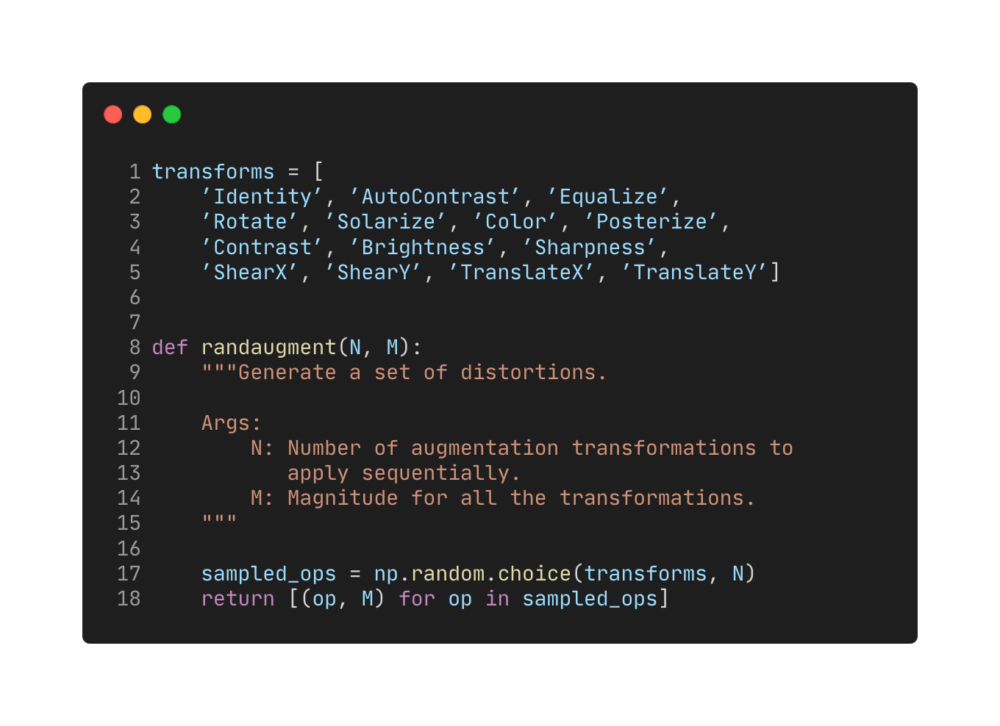 1 transforms = [
2     ’Identity’, ’AutoContrast’, ’Equalize’,
3     ’Rotate’, ’Solarize’, ’Color’, ’Posterize’,
4     ’Contrast’, ’Brightness’, ’Sharpness’,
5     ’ShearX’, ’ShearY’, ’TranslateX’, ’TranslateY’]
6
7
8 def randaugment(N, M):
9     """Generate a set of distortions.
10
11     Args:
12         N: Number of augmentation transformations to
13            apply sequentially.
14         M: Magnitude for all the transformations.
15     """
16
17     sampled_ops = np.random.choice(transforms, N)
18     return [(op, M) for op in sampled_ops]